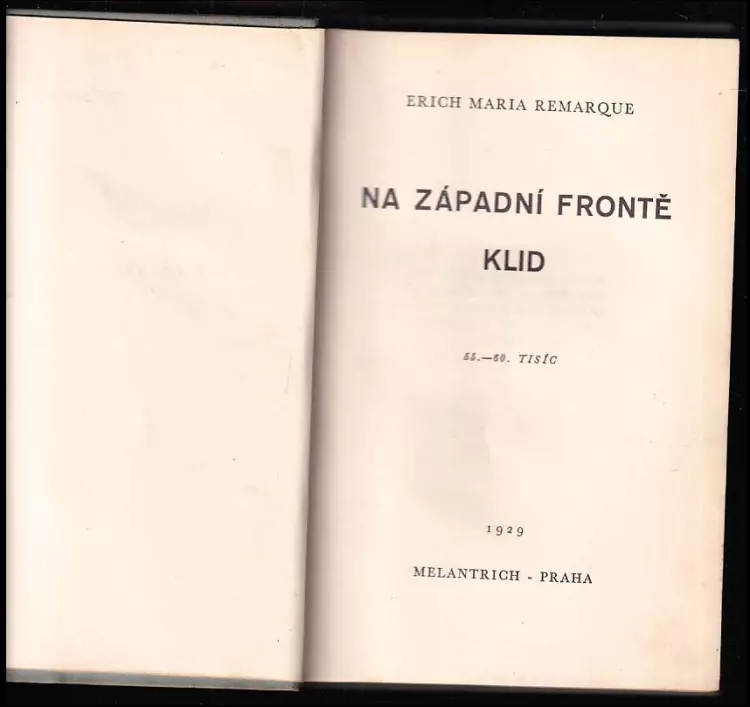 ERICH MARIA REMARQUE
NA ZÁPADNÍ FRONTĚ
KLID
55.—60. TISÍC
1929
MELANTRICH - PRAHA